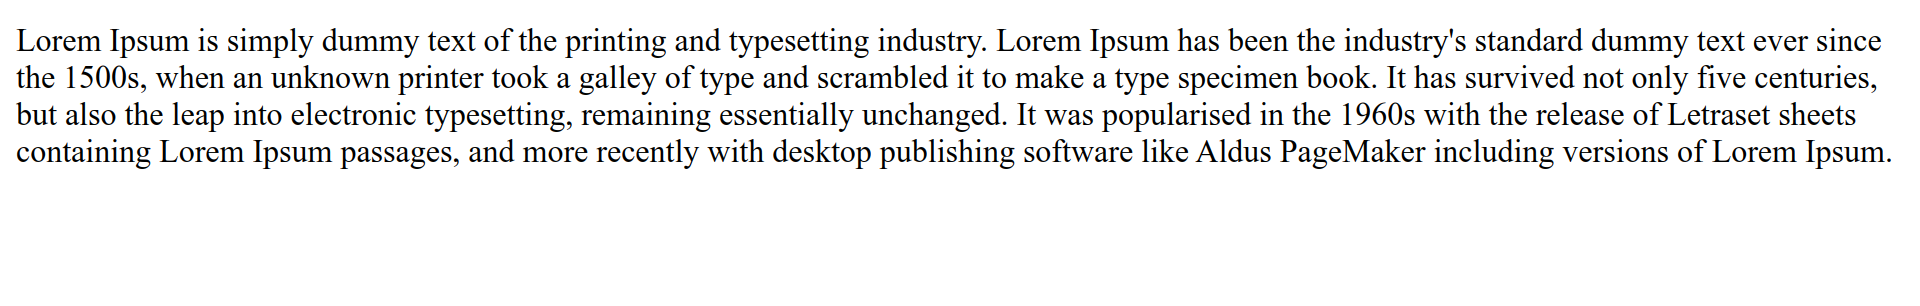 Lorem Ipsum is simply dummy text of the printing and typesetting industry. Lorem Ipsum has been the industry's standard dummy text ever since
the 1500s, when an unknown printer took a galley of type and scrambled it to make a type specimen book. It has survived not only five centuries,
but also the leap into electronic typesetting, remaining essentially unchanged. It was popularised in the 1960s with the release of Letraset sheets
containing Lorem Ipsum passages, and more recently with desktop publishing software like Aldus PageMaker including versions of Lorem Ipsum.